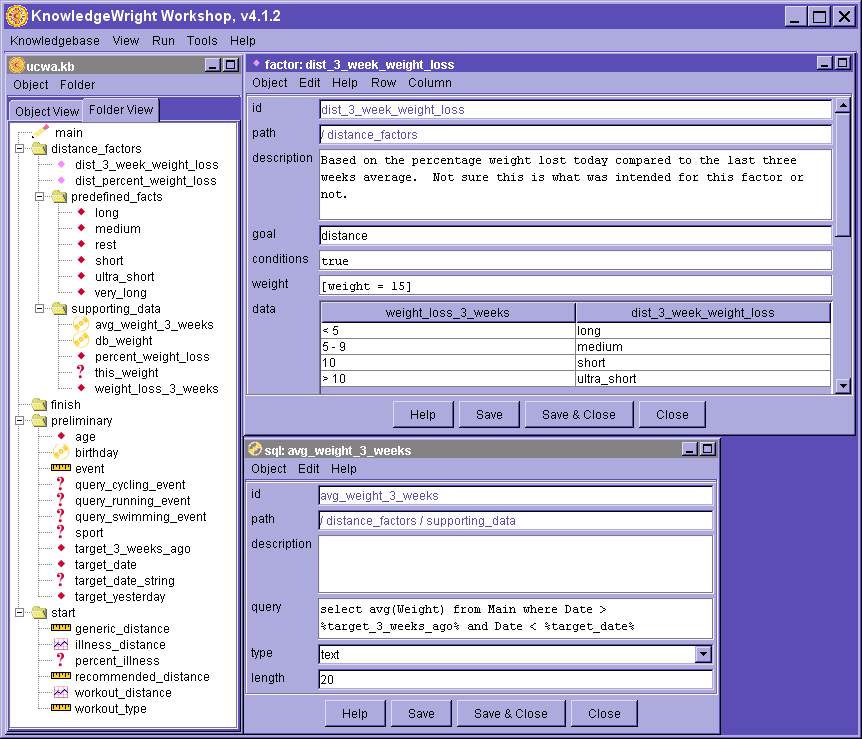 KnowledgeWright Workshop, v4.1.2
Knowledgebase View Run Tools Help
ucwa.kb
Object Folder
Object View Folder View
main
distance_factors
dist_3_week_weight_loss
dist_percent_weight_loss
predefined_facts
long
medium
rest
short
ultra_short
very_long
supporting_data
avg_weight_3_weeks
db_weight
percent_weight_loss
this_weight
weight_loss_3_weeks
finish
preliminary
age
birthday
event
query_cycling_event
query_running_event
query_swimming_event
sport
target_3_weeks_ago
target_date
target_date_string
target_yesterday
start
generic_distance
illness_distance
percent_illness
recommended_distance
workout_distance
workout_type
factor: dist_3_week_weight_loss
Object Edit Help Row Column
id dist_3_week_weight_loss
path / distance_factors
description Based on the percentage weight lost today compared to the last three
weeks average. Not sure this is what was intended for this factor or
not.
goal distance
conditions true
weight [weight = 15]
data weight_loss_3_weeks dist_3_week_weight_loss
< 5 long
5 - 9 medium
10 short
> 10 ultra_short
Help Save Save & Close Close
sql: avg_weight_3_weeks
Object Edit Help
id avg_weight_3_weeks
path / distance_factors / supporting_data
description
query select avg(Weight) from Main where Date >
%target_3_weeks_ago% and Date < %target_date%
type text
length 20
Help Save Save & Close Close